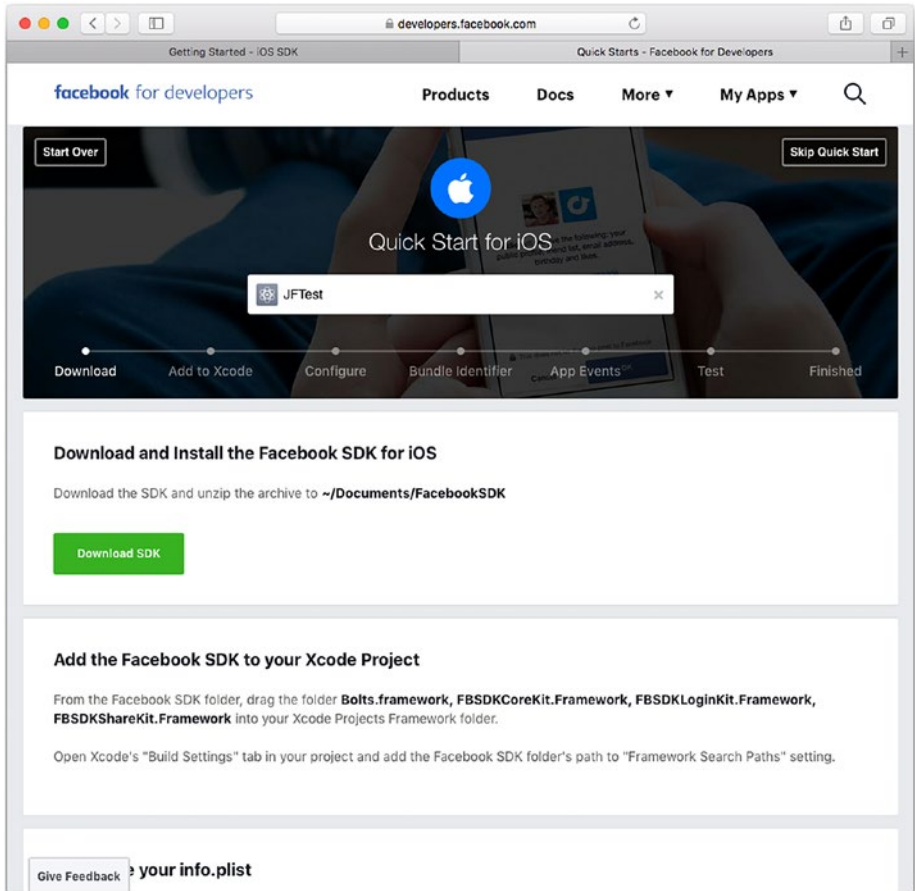 developers.facebook.com
Getting Started - iOS SDK
Quick Starts - Facebook for Developers
facebook for developers
Products
Docs
More
My Apps
Start Over
Skip Quick Start
Quick Start for iOS
JFTest
Download
Add to Xcode
Configure
Bundle Identifier
App Events
Test
Finished
Download and Install the Facebook SDK for iOS
Download the SDK and unzip the archive to ~/Documents/FacebookSDK
Download SDK
Add the Facebook SDK to your Xcode Project
From the Facebook SDK folder, drag the folder Bolts.framework, FBSDKCoreKit.Framework, FBSDKLoginKit.Framework,
FBSDKShareKit.Framework into your Xcode Projects Framework folder.
Open Xcode's "Build Settings" tab in your project and add the Facebook SDK folder's path to "Framework Search Paths" setting.
your info.plist
Give Feedback